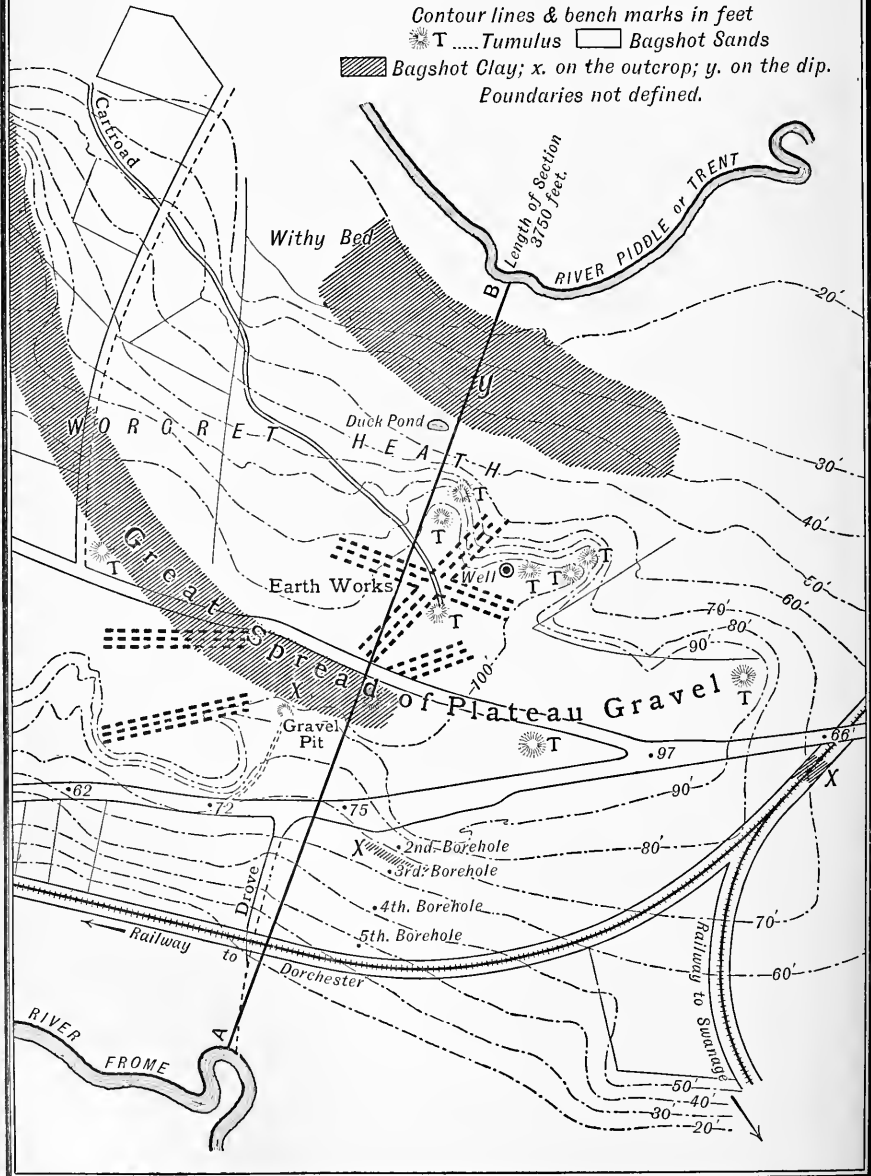 Contour lines & bench marks in feet
T ..... Tumulus Bagshot Sands
Bagshot Clay; x. on the outcrop; y. on the dip.
Boundaries not defined.
Cartroad
Length of Section
3750 feet.
RIVER PIDDLE or TRENT
Withy Bed
B
20'
y
Duck Pond
WORGRET
HEATH
30'
T
40'
T
T
Well
50'
T
T
Earth Works
60'
T
70'
80'
90'
100'
Great Spread of Plateau Gravel
X
Gravel
Pit
T
T
.97
.66'
X
.62
.72
.75
90'
X
.2nd. Borehole
80'
.3rd. Borehole
.4th. Borehole
.5th. Borehole
Drove
70'
Railway to Dorchester
60'
Railway to Swanage
A
RIVER FROME
50'
40'
30'
20'